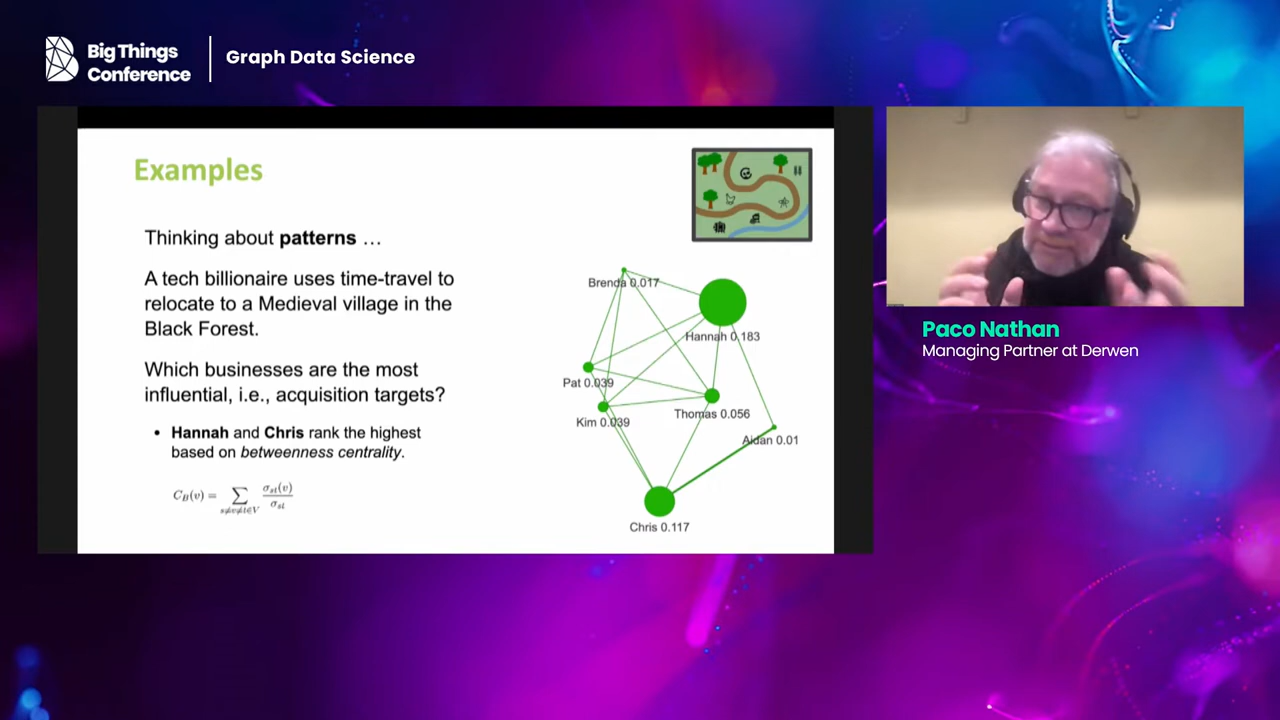 Big Things
Conference
Graph Data Science
Examples
Thinking about patterns …
A tech billionaire uses time-travel to
relocate to a Medieval village in the
Black Forest.
Which businesses are the most
influential, i.e., acquisition targets?
• Hannah and Chris rank the highest
based on betweenness centrality.
C_B(v) = ∑_{s≠v≠t∈V} σ_st(v) / σ_st
Brenda 0.017
Hannah 0.183
Pat 0.039
Thomas 0.056
Kim 0.039
Aidan 0.01
Chris 0.117
Paco Nathan
Managing Partner at Derwen